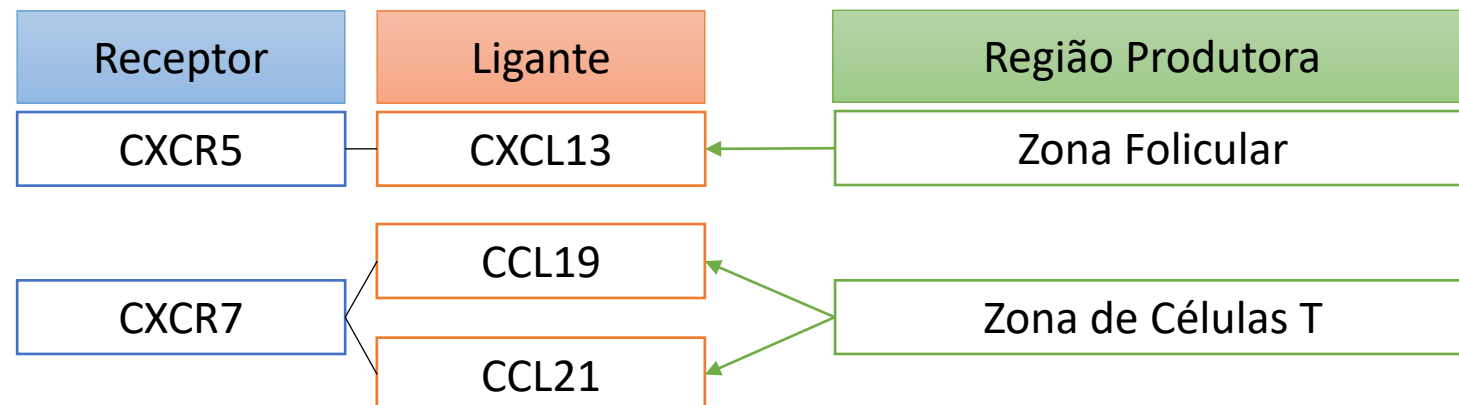 Receptor
Ligante
Região Produtora
CXCR5
CXCL13
Zona Folicular
CCL19
CXCR7
Zona de Células T
CCL21